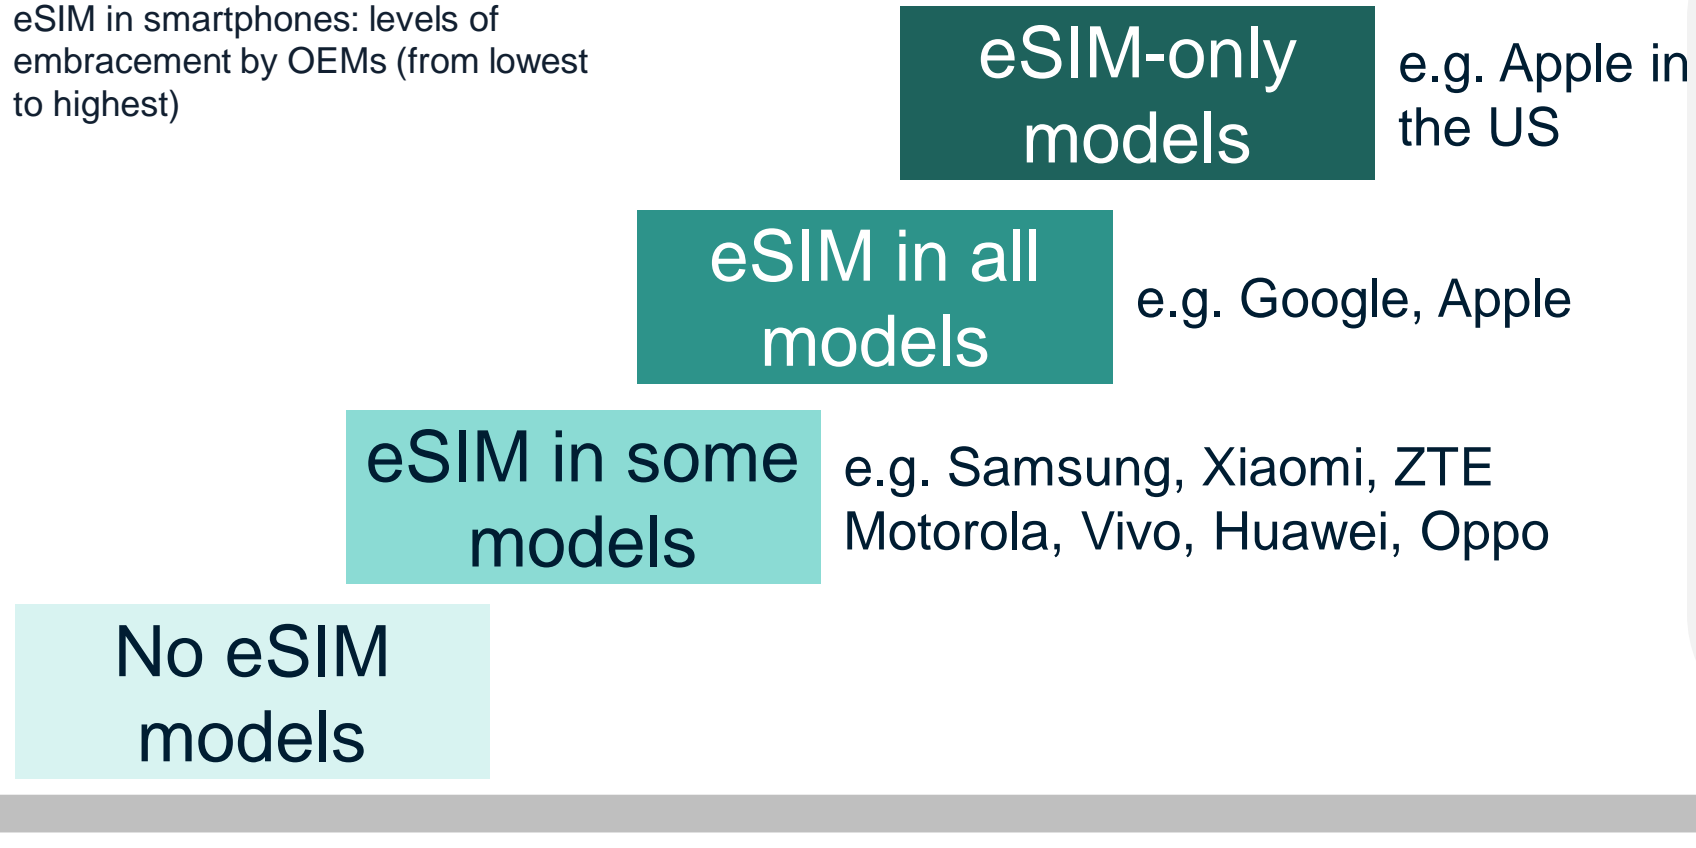 eSIM in smartphones: levels of
embracement by OEMs (from lowest
to highest)
eSIM-only
models
e.g. Apple in
the US
eSIM in all
models
e.g. Google, Apple
eSIM in some
models
e.g. Samsung, Xiaomi, ZTE
Motorola, Vivo, Huawei, Oppo
No eSIM
models